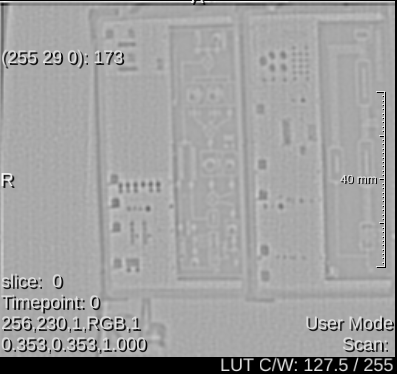 (255 29 0): 173
R
40 mm
slice: 0
Timepoint: 0
256,230,1,RGB,1
User Mode
0.353,0.353,1.000
Scan:
LUT C/W: 127.5 / 255